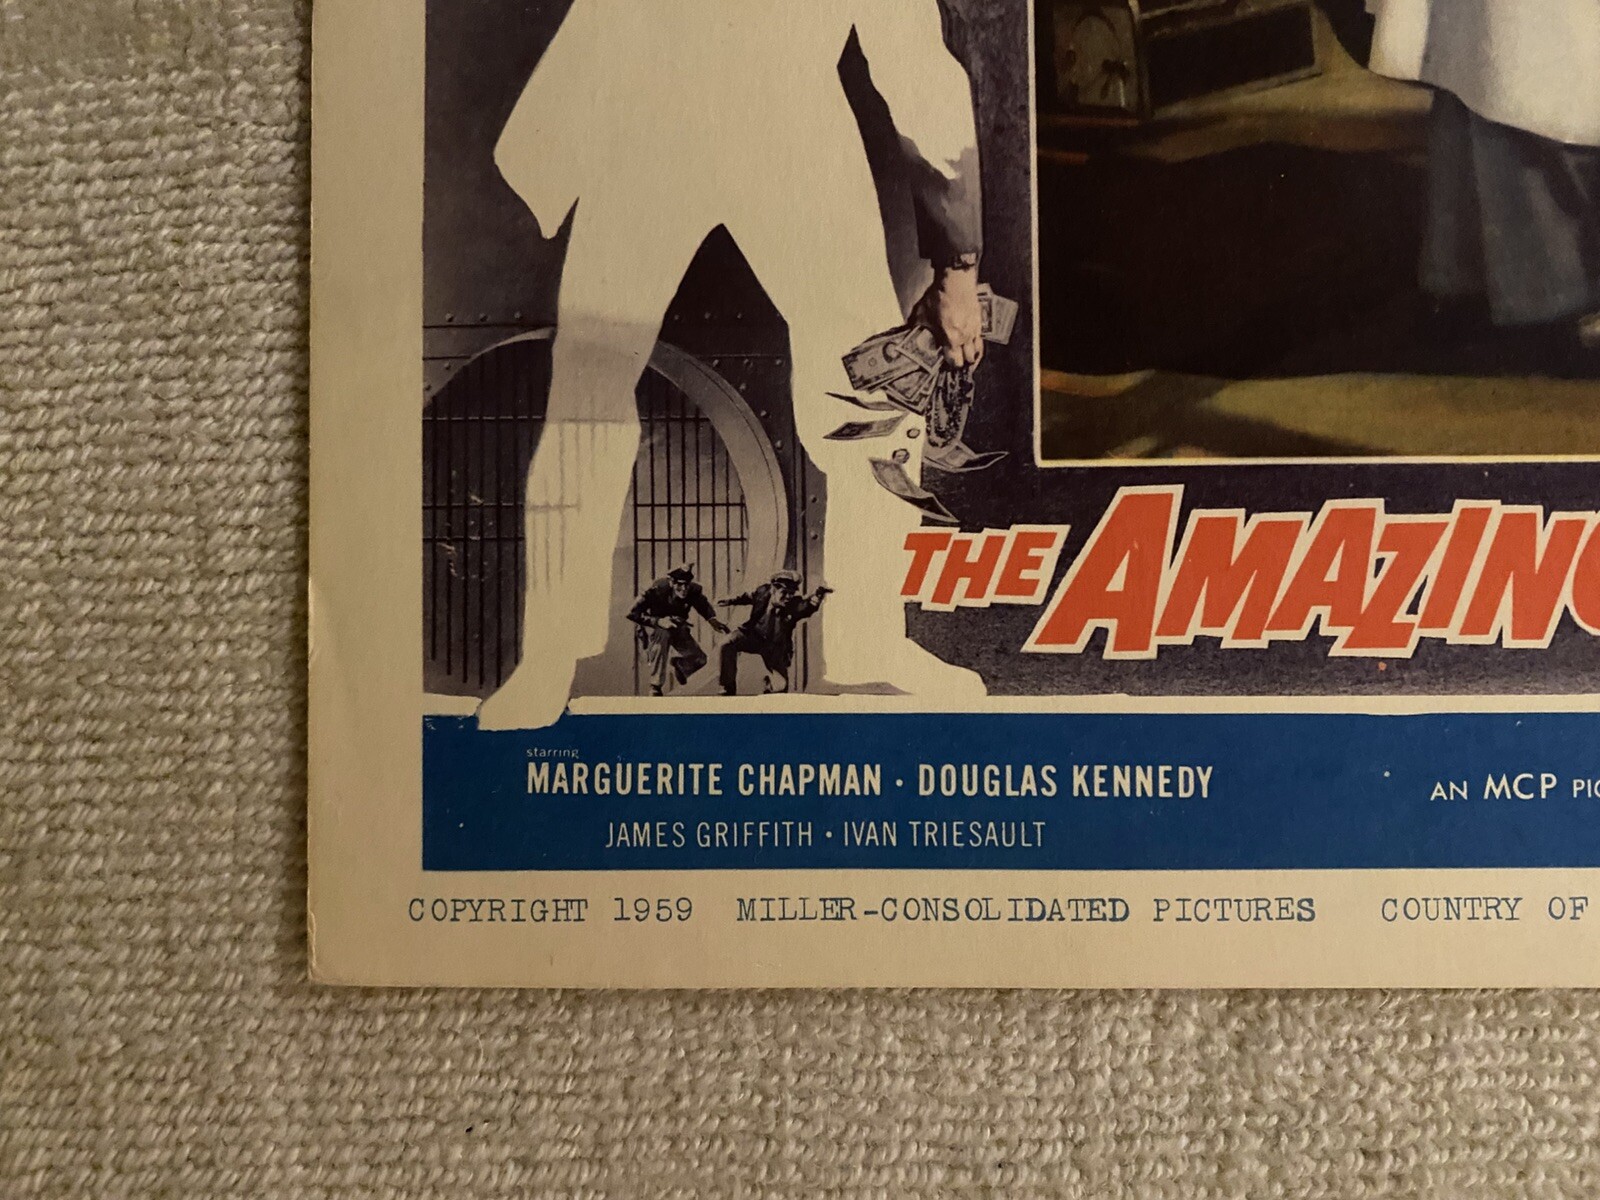 THE AMAZING
starring
MARGUERITE CHAPMAN · DOUGLAS KENNEDY
AN MCP
JAMES GRIFFITH · IVAN TRIESAULT
COPYRIGHT 1959 MILLER-CONSOLIDATED PICTURES COUNTRY OF